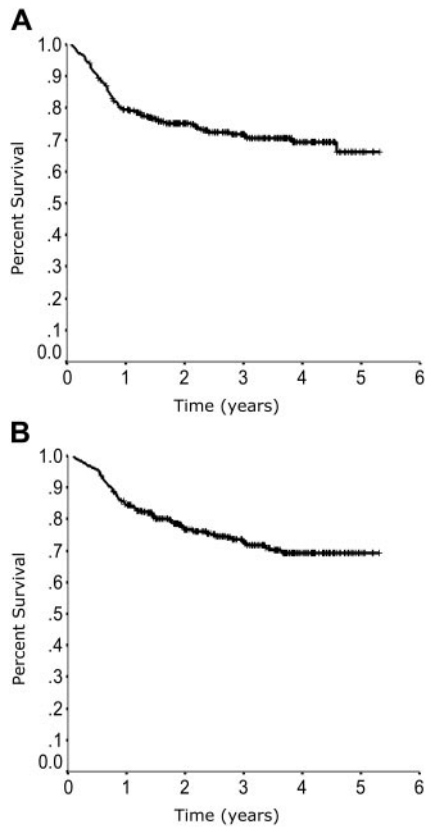 A
1.0
.9
.8
.7
.6
.5
.4
.3
.2
.1
0.0
Percent Survival
0 1 2 3 4 5 6
Time (years)
B
1.0
.9
.8
.7
.6
.5
.4
.3
.2
.1
0.0
Percent Survival
0 1 2 3 4 5 6
Time (years)